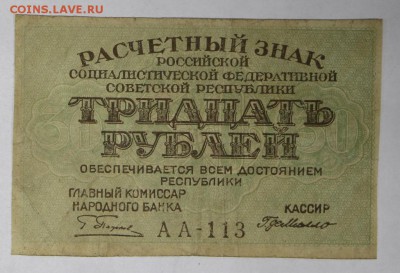 COINS.LAVE.RU
РАСЧЕТНЫЙ ЗНАК
РОССИЙСКОЙ
СОЦИАЛИСТИЧЕСКОЙ ФЕДЕРАТИВНОЙ
СОВЕТСКОЙ РЕСПУБЛИКИ
ТРИДЦАТЬ
РУБЛЕЙ
ОБЕСПЕЧИВАЕТСЯ ВСЕМ ДОСТОЯНИЕМ
РЕСПУБЛИКИ
ГЛАВНЫЙ КОМИССАР
НАРОДНОГО БАНКА
КАССИР
АА-113